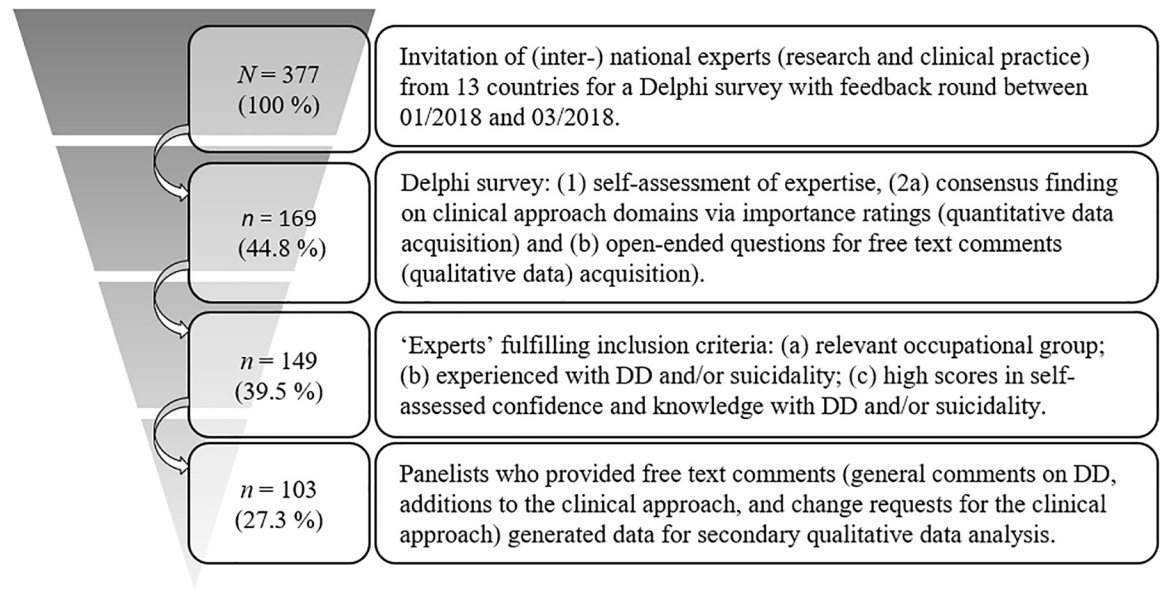 N = 377
(100 %)
Invitation of (inter-) national experts (research and clinical practice)
from 13 countries for a Delphi survey with feedback round between
01/2018 and 03/2018.
n = 169
(44.8 %)
Delphi survey: (1) self-assessment of expertise, (2a) consensus finding
on clinical approach domains via importance ratings (quantitative data
acquisition) and (b) open-ended questions for free text comments
(qualitative data) acquisition).
n = 149
(39.5 %)
‘Experts’ fulfilling inclusion criteria: (a) relevant occupational group;
(b) experienced with DD and/or suicidality; (c) high scores in self-
assessed confidence and knowledge with DD and/or suicidality.
n = 103
(27.3 %)
Panelists who provided free text comments (general comments on DD,
additions to the clinical approach, and change requests for the clinical
approach) generated data for secondary qualitative data analysis.